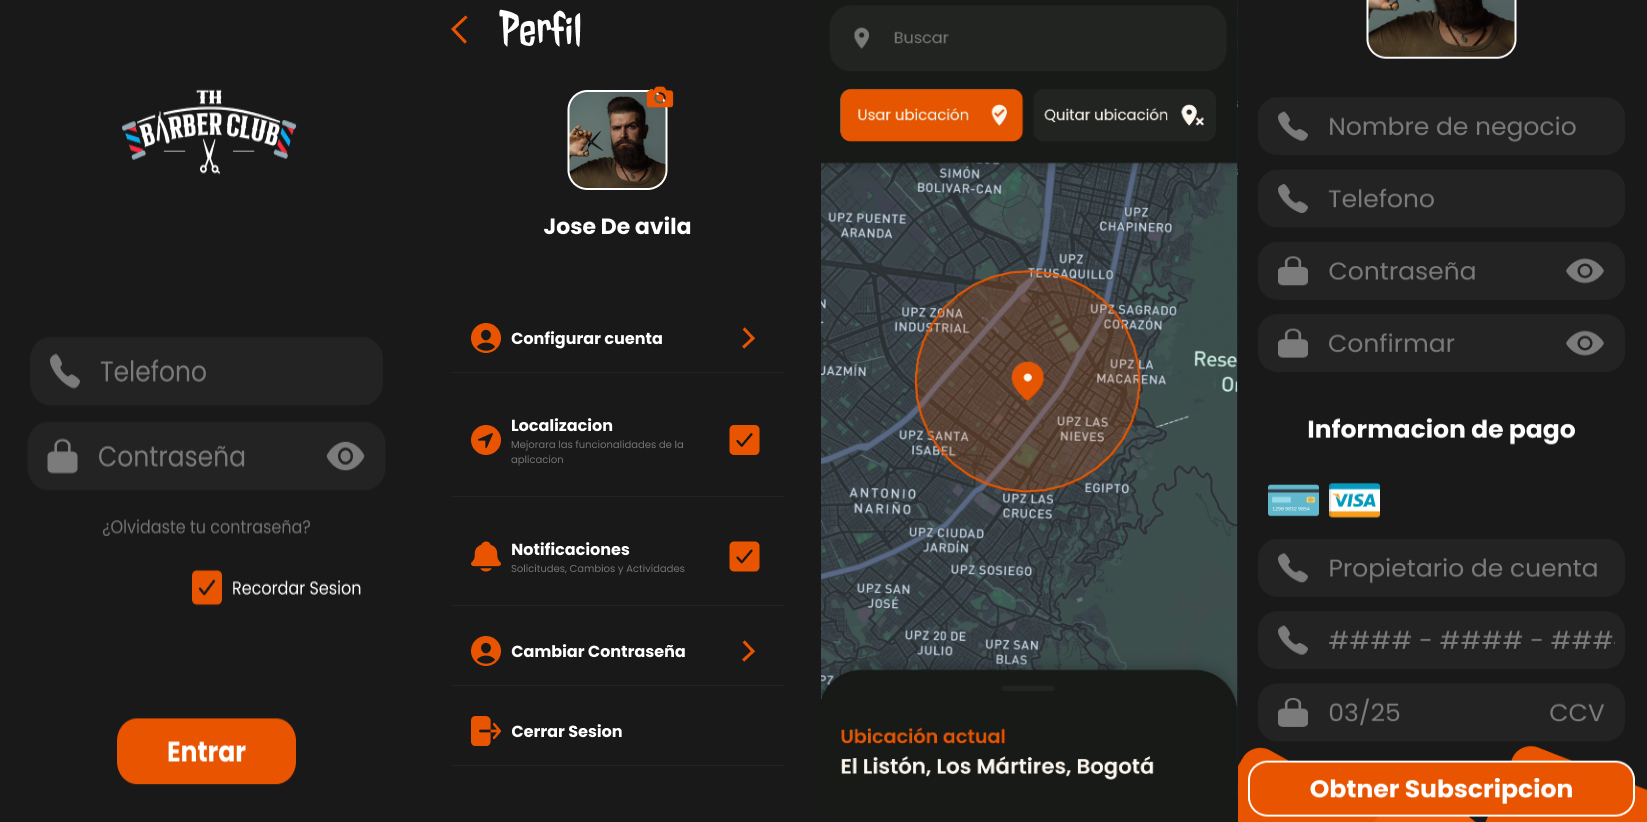 TH
BARBER CLUB
Telefono
Contraseña
¿Olvidaste tu contraseña?
Recordar Sesion
Entrar
Perfil
Jose De avila
Configurar cuenta
Localizacion
Mejorara las funcionalidades de la
aplicacion
Notificaciones
Solicitudes, Cambios y Actividades
Cambiar Contraseña
Cerrar Sesion
Buscar
Usar ubicación
Quitar ubicación
SIMÓN
BOLIVAR-CAN
UPZ PUENTE
ARANDA
UPZ
CHAPINERO
UPZ
TEUSAQUILLO
UPZ ZONA
INDUSTRIAL
UPZ SAGRADO
CORAZÓN
UPZ LA
MACARENA
Rese
O
UAZMÍN
UPZ LAS
NIEVES
UPZ SANTA
ISABEL
EGIPTO
ANTONIO
NARIÑO
UPZ LAS
CRUCES
UPZ CIUDAD
JARDÍN
UPZ SOSIEGO
UPZ SAN
JOSÉ
UPZ 20 DE
JULIO
UPZ SAN
BLAS
UPZ
Ubicación actual
El Listón, Los Mártires, Bogotá
Nombre de negocio
Telefono
Contraseña
Confirmar
Informacion de pago
VISA
Propietario de cuenta
#### - #### - ###
03/25 CCV
Obtner Subscripcion